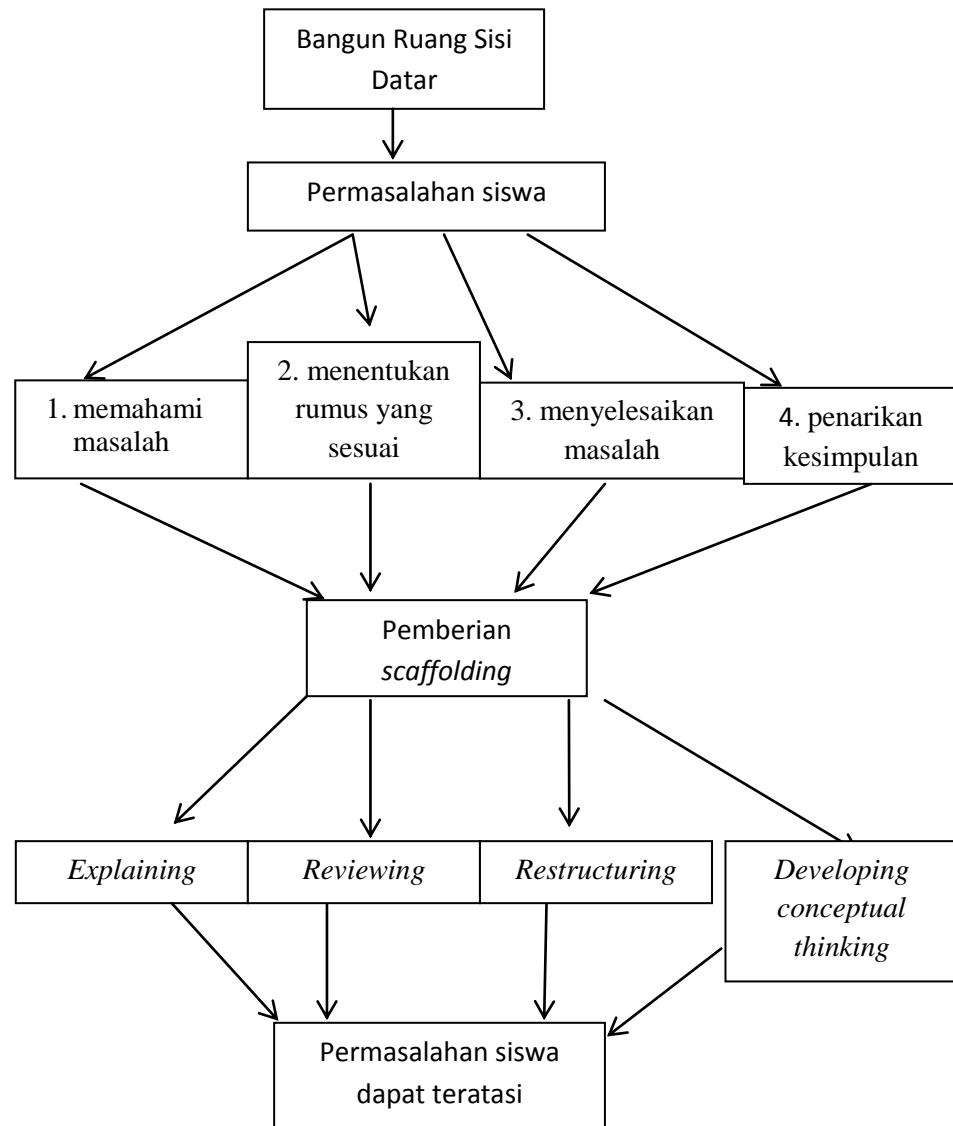 Bangun Ruang Sisi
Datar
Permasalahan siswa
1. memahami
masalah
2. menentukan
rumus yang
sesuai
3. menyelesaikan
masalah
4. penarikan
kesimpulan
Pemberian
scaffolding
Explaining
Reviewing
Restructuring
Developing
conceptual
thinking
Permasalahan siswa
dapat teratasi